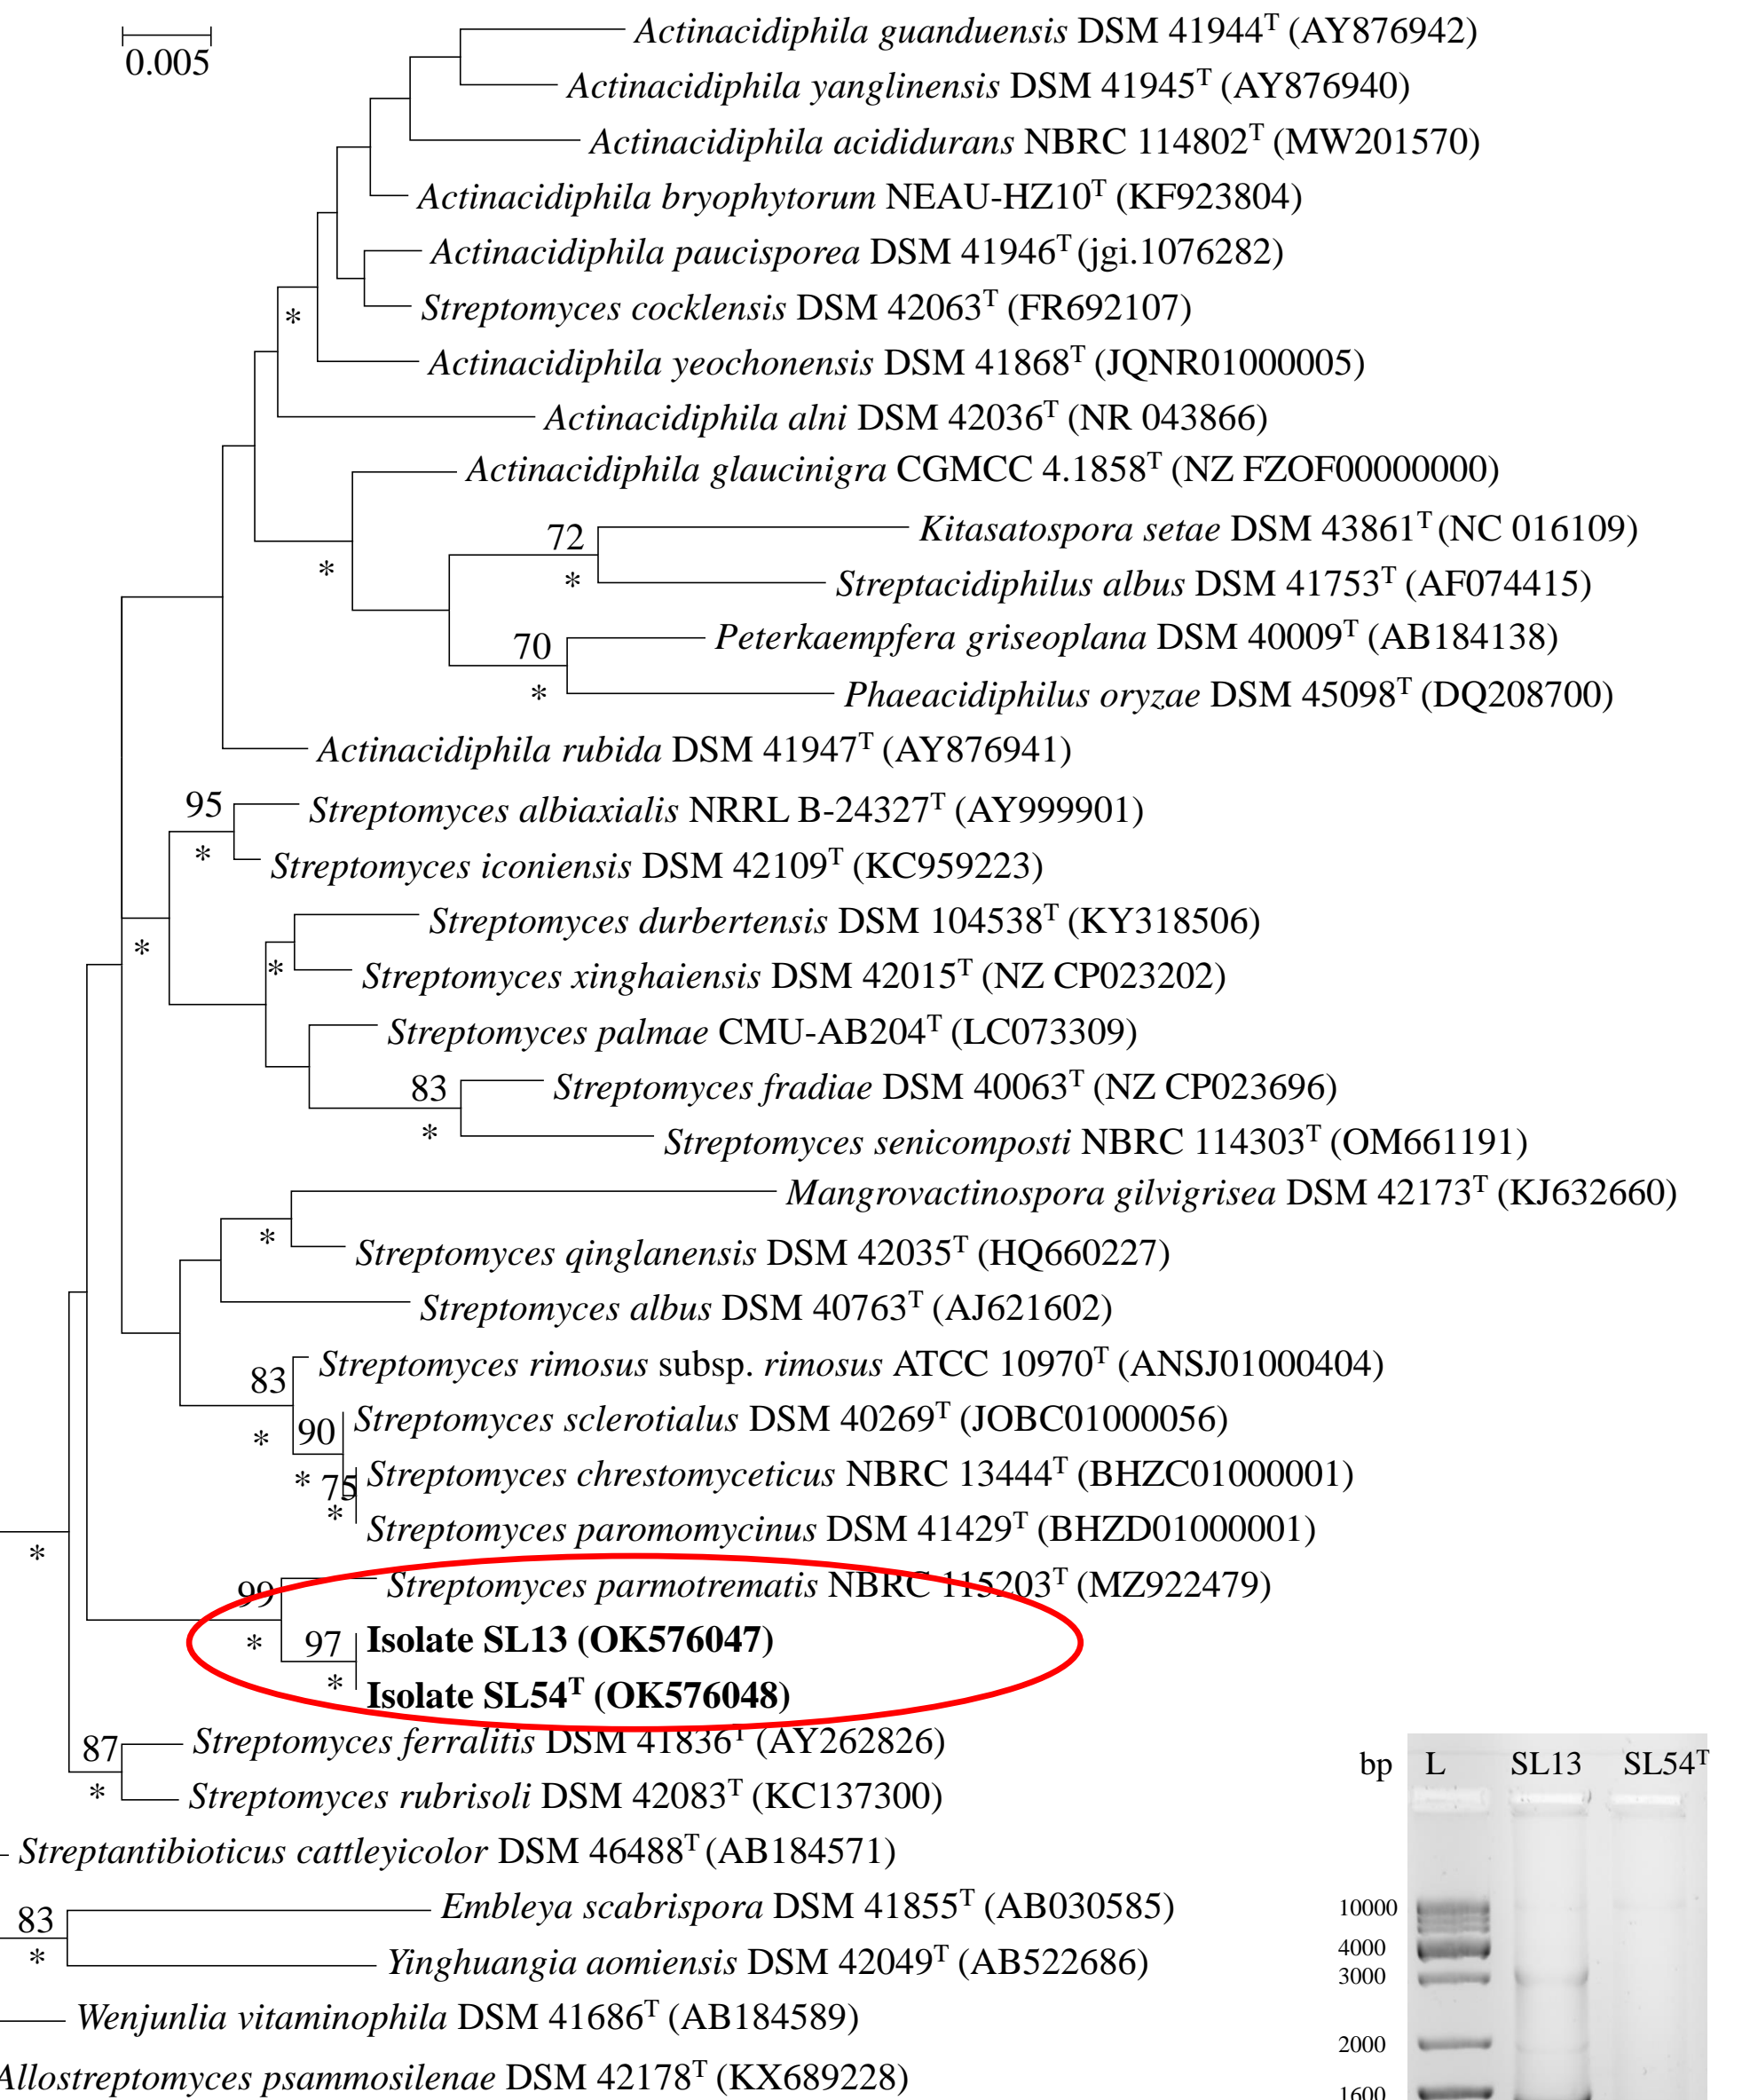 0.005
Actinacidiphila guanduensis DSM 41944T (AY876942)
Actinacidiphila yanglinensis DSM 41945T (AY876940)
Actinacidiphila acididurans NBRC 114802T (MW201570)
Actinacidiphila bryophytorum NEAU-HZ10T (KF923804)
Actinacidiphila paucisporea DSM 41946T (jgi.1076282)
Streptomyces cocklensis DSM 42063T (FR692107)
*
Actinacidiphila yeochonensis DSM 41868T (JQNR01000005)
Actinacidiphila alni DSM 42036T (NR 043866)
Actinacidiphila glaucinigra CGMCC 4.1858T (NZ FZOF00000000)
72
Kitasatospora setae DSM 43861T (NC 016109)
* *
Streptacidiphilus albus DSM 41753T (AF074415)
70
Peterkaempfera griseoplana DSM 40009T (AB184138)
*
Phaeacidiphilus oryzae DSM 45098T (DQ208700)
Actinacidiphila rubida DSM 41947T (AY876941)
95
Streptomyces albiaxialis NRRL B-24327T (AY999901)
*
Streptomyces iconiensis DSM 42109T (KC959223)
Streptomyces durbertensis DSM 104538T (KY318506)
*
* Streptomyces xinghaiensis DSM 42015T (NZ CP023202)
Streptomyces palmae CMU-AB204T (LC073309)
83
Streptomyces fradiae DSM 40063T (NZ CP023696)
*
Streptomyces senicomposti NBRC 114303T (OM661191)
Mangrovactinospora gilvigrisea DSM 42173T (KJ632660)
*
Streptomyces qinglanensis DSM 42035T (HQ660227)
Streptomyces albus DSM 40763T (AJ621602)
83
Streptomyces rimosus subsp. rimosus ATCC 10970T (ANSJ01000404)
*
90
Streptomyces sclerotialus DSM 40269T (JOBC01000056)
* 75
Streptomyces chrestomyceticus NBRC 13444T (BHZC01000001)
*
Streptomyces paromomycinus DSM 41429T (BHZD01000001)
*
99
Streptomyces parmotrematis NBRC 115203T (MZ922479)
*
97
Isolate SL13 (OK576047)
*
Isolate SL54T (OK576048)
87
Streptomyces ferralitis DSM 41836T (AY262826)
*
Streptomyces rubrisoli DSM 42083T (KC137300)
Streptantibioticus cattleyicolor DSM 46488T (AB184571)
83
Embleya scabrispora DSM 41855T (AB030585)
*
Yinghuangia aomiensis DSM 42049T (AB522686)
Wenjunlia vitaminophila DSM 41686T (AB184589)
Allostreptomyces psammosilenae DSM 42178T (KX689228)
bp L SL13 SL54T
10000
4000
3000
2000
1600